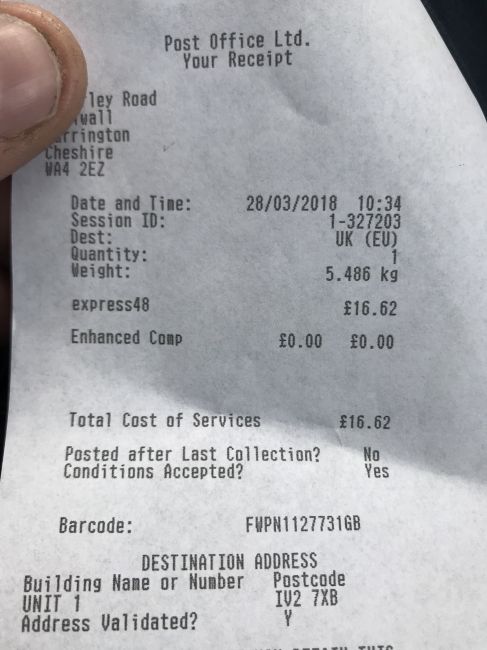 Post Office Ltd.
Your Receipt
ley Road
wall
rrington
Cheshire
WA4 2EZ
Date and Time: 28/03/2018 10:34
Session ID: 1-327203
Dest: UK (EU)
Quantity: 1
Weight: 5.486 kg
express48 £16.62
Enhanced Comp £0.00 £0.00
Total Cost of Services £16.62
Posted after Last Collection? No
Conditions Accepted? Yes
Barcode: FWPN1127731GB
DESTINATION ADDRESS
Building Name or Number Postcode
UNIT 1 IV2 7XB
Address Validated? Y